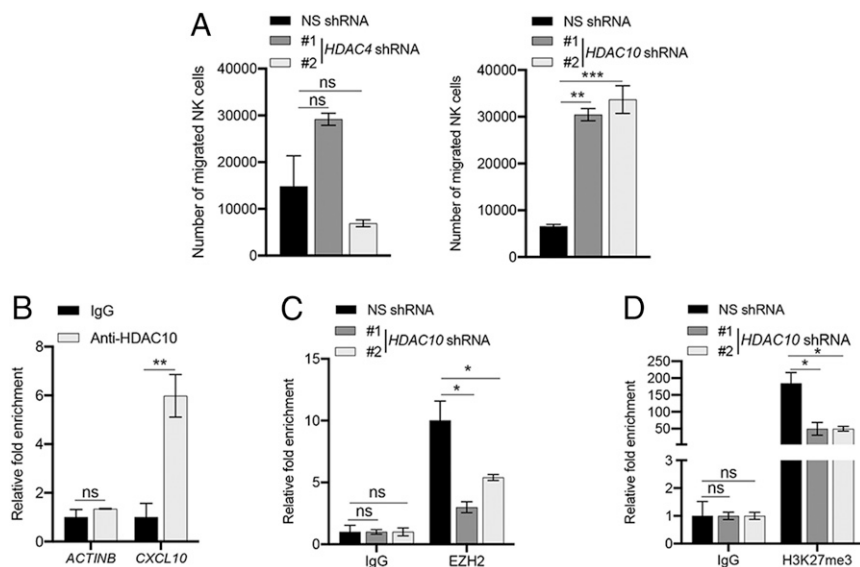 A
NS shRNA
#1
#2
HDAC4 shRNA
Number of migrated NK cells
40000
30000
20000
10000
0
ns
ns
NS shRNA
#1
#2
HDAC10 shRNA
Number of migrated NK cells
40000
30000
20000
10000
0
***
**
B
IgG
Anti-HDAC10
Relative fold enrichment
8
6
4
2
0
ns
**
ACTINB
CXCL10
C
NS shRNA
#1
#2
HDAC10 shRNA
Relative fold enrichment
15
10
5
0
ns
ns
*
*
IgG
EZH2
D
NS shRNA
#1
#2
HDAC10 shRNA
Relative fold enrichment
250
200
150
100
50
3
2
1
0
ns
ns
*
*
IgG
H3K27me3